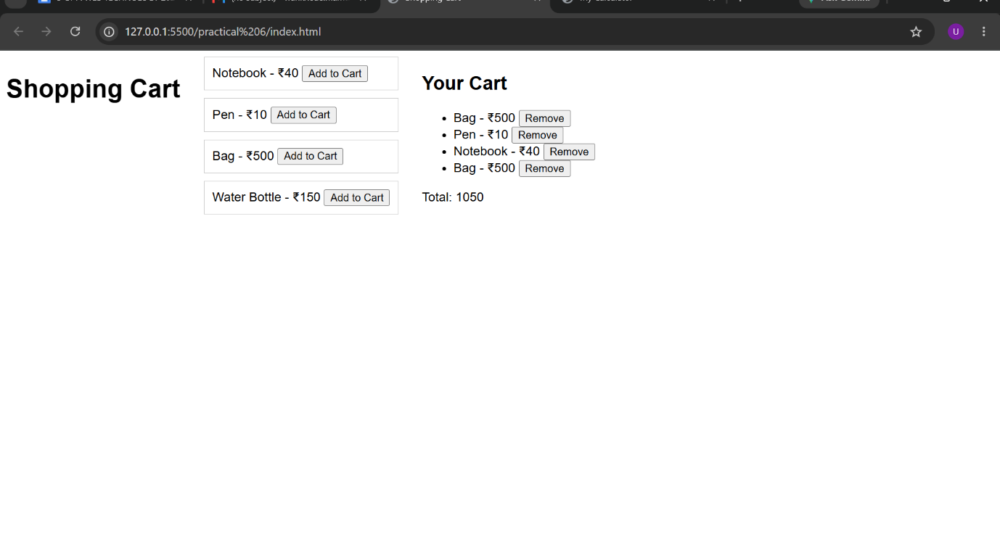 127.0.0.1:5500/practical%206/index.html
U
Shopping Cart
Notebook - ₹40 Add to Cart
Pen - ₹10 Add to Cart
Bag - ₹500 Add to Cart
Water Bottle - ₹150 Add to Cart
Your Cart
• Bag - ₹500 Remove
• Pen - ₹10 Remove
• Notebook - ₹40 Remove
• Bag - ₹500 Remove
Total: 1050